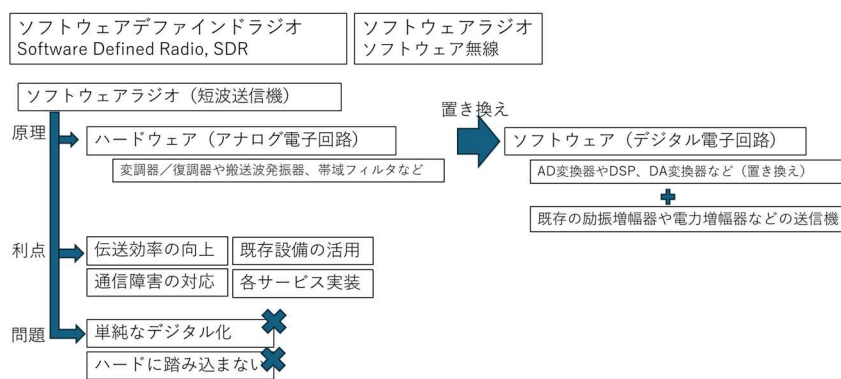 ソフトウェアデファインドラジオ
Software Defined Radio, SDR
ソフトウェアラジオ
ソフトウェア無線
ソフトウェアラジオ（短波送信機）
原理
ハードウェア（アナログ電子回路）
変調器／復調器や搬送波発振器、帯域フィルタなど
置き換え
ソフトウェア（デジタル電子回路）
AD変換器やDSP、DA変換器など（置き換え）
既存の励振増幅器や電力増幅器などの送信機
利点
伝送効率の向上
既存設備の活用
通信障害の対応
各サービス実装
問題
単純なデジタル化
ハードに踏み込まない